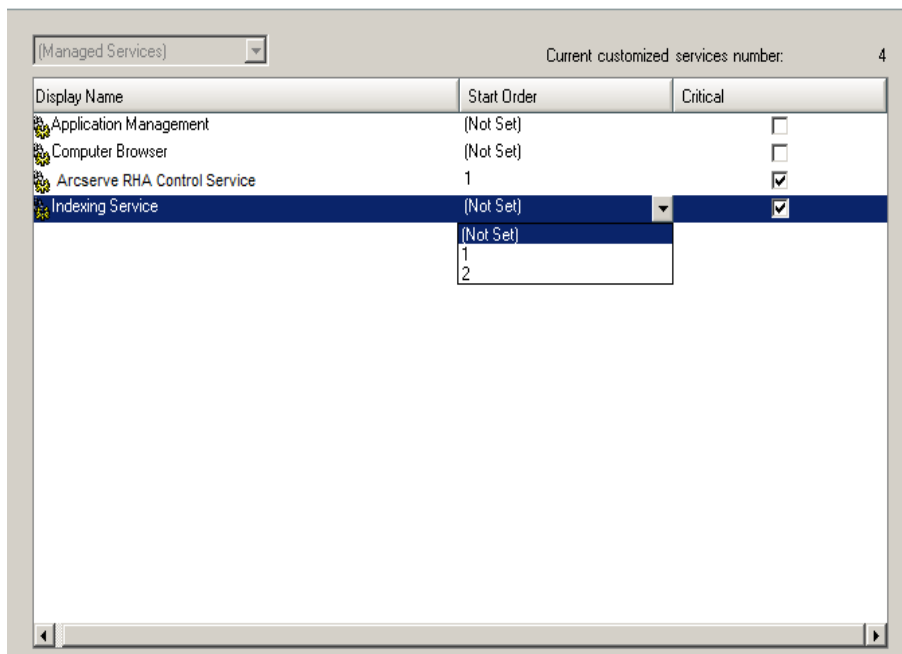 (Managed Services) Current customized services number: 4
Display Name Start Order Critical
Application Management (Not Set)
Computer Browser (Not Set)
Arcserve RHA Control Service 1
Indexing Service (Not Set)
(Not Set)
1
2